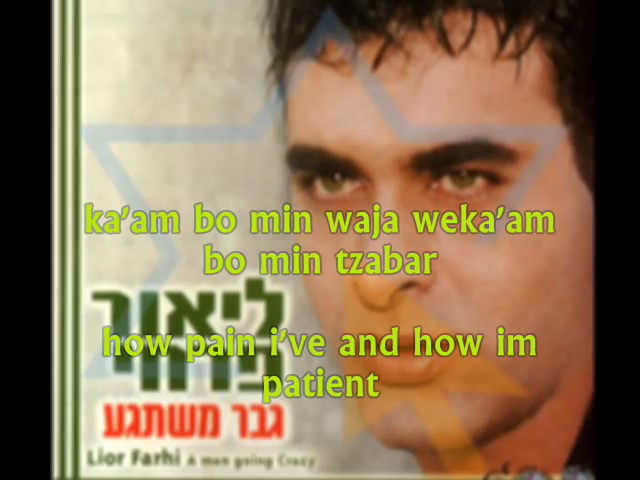 ka'am bo min waja weka'am
bo min tzabar
how pain i've and how im
patient
ליאור
פרחי
גבר משתגע
Lior Farhi A man going Crazy